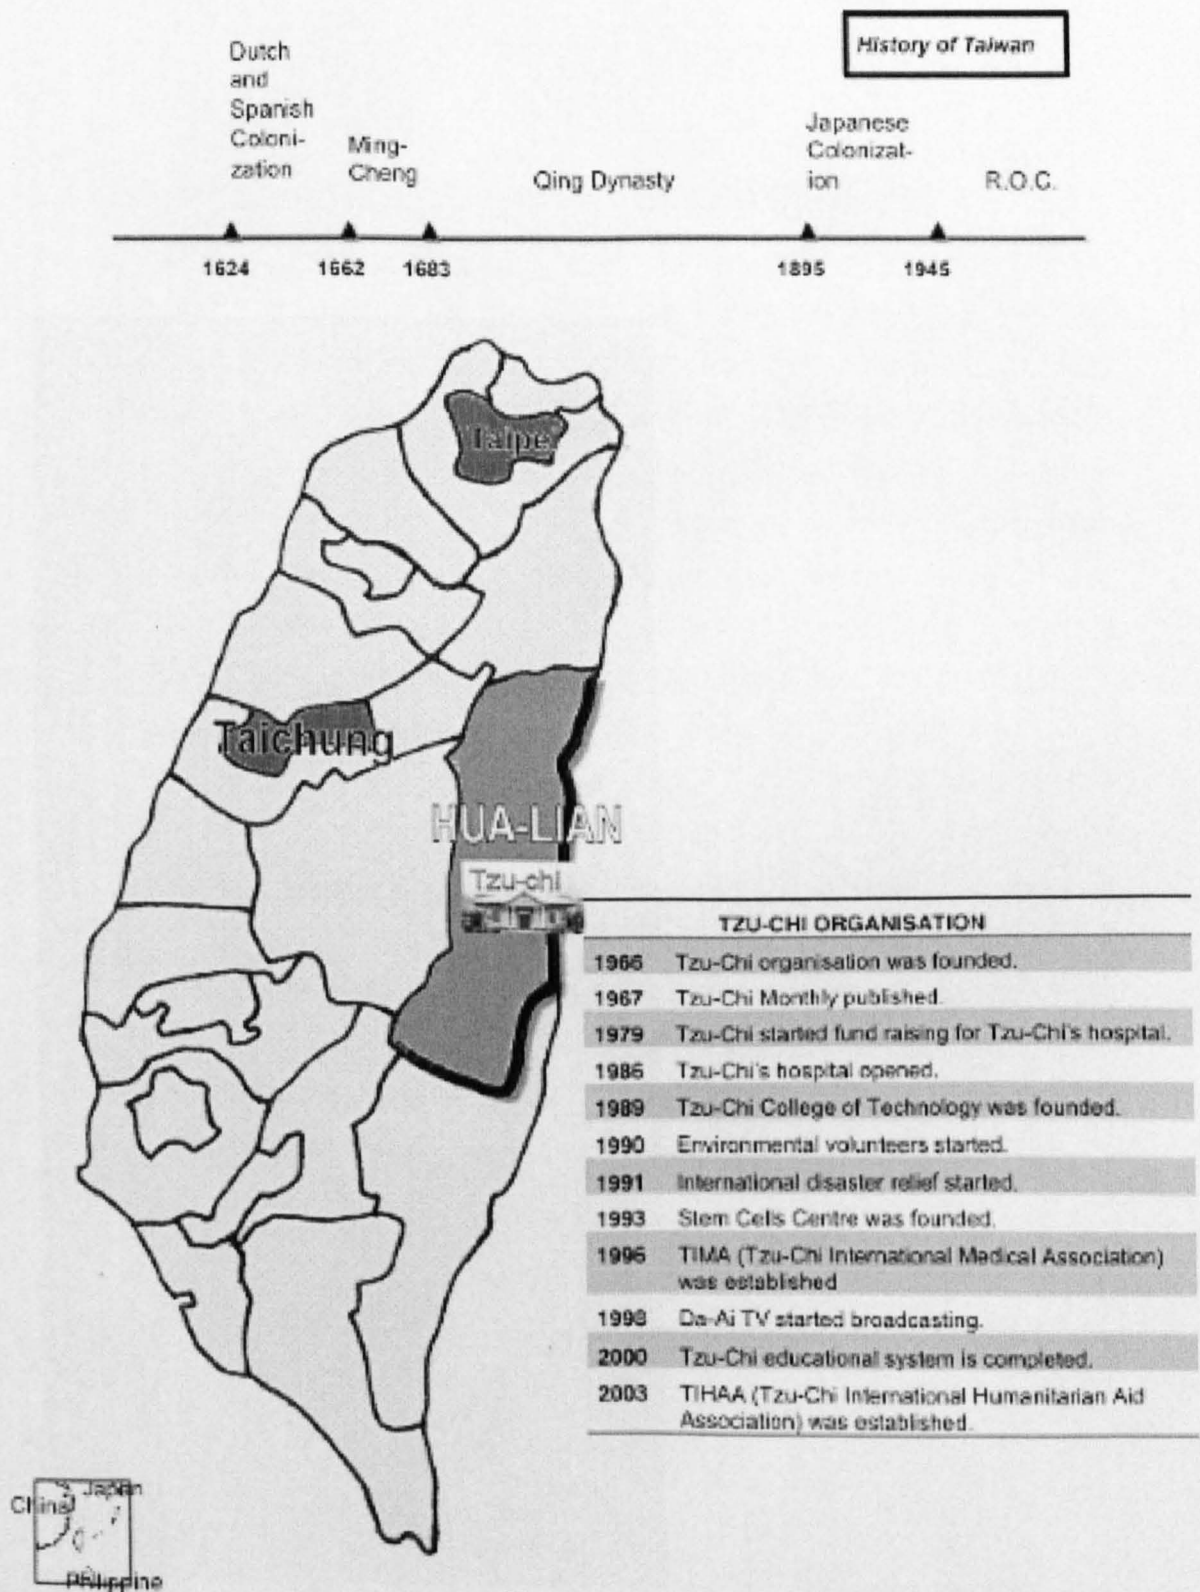 History of Taiwan
Dutch
and
Spanish
Coloni-
zation
Ming-
Cheng
Qing Dynasty
Japanese
Colonizat-
ion
R.O.C.
1624
1662
1683
1895
1945
Taipe
Taichung
HUA-LIAN
Tzu-chi
TZU-CHI ORGANISATION
1966 Tzu-Chi organisation was founded.
1967 Tzu-Chi Monthly published.
1979 Tzu-Chi started fund raising for Tzu-Chi's hospital.
1986 Tzu-Chi's hospital opened.
1989 Tzu-Chi College of Technology was founded.
1990 Environmental volunteers started.
1991 International disaster relief started.
1993 Stem Cells Centre was founded.
1996 TIMA (Tzu-Chi International Medical Association)
was established
1998 Da-Ai TV started broadcasting.
2000 Tzu-Chi educational system is completed.
2003 TIHAA (Tzu-Chi International Humanitarian Aid
Association) was established.
Japan
China
Philippine